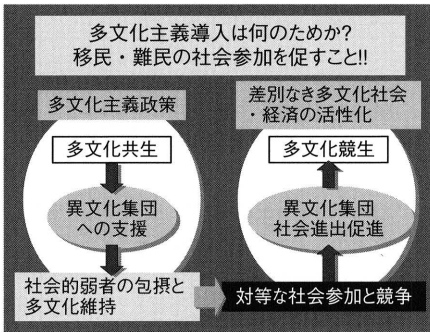 多文化主義導入は何のためか?
移民・難民の社会参加を促すこと!!
多文化主義政策
多文化共生
異文化集団
への支援
社会的弱者の包摂と
多文化維持
差別なき多文化社会
・経済の活性化
多文化競生
異文化集団
社会進出促進
対等な社会参加と競争